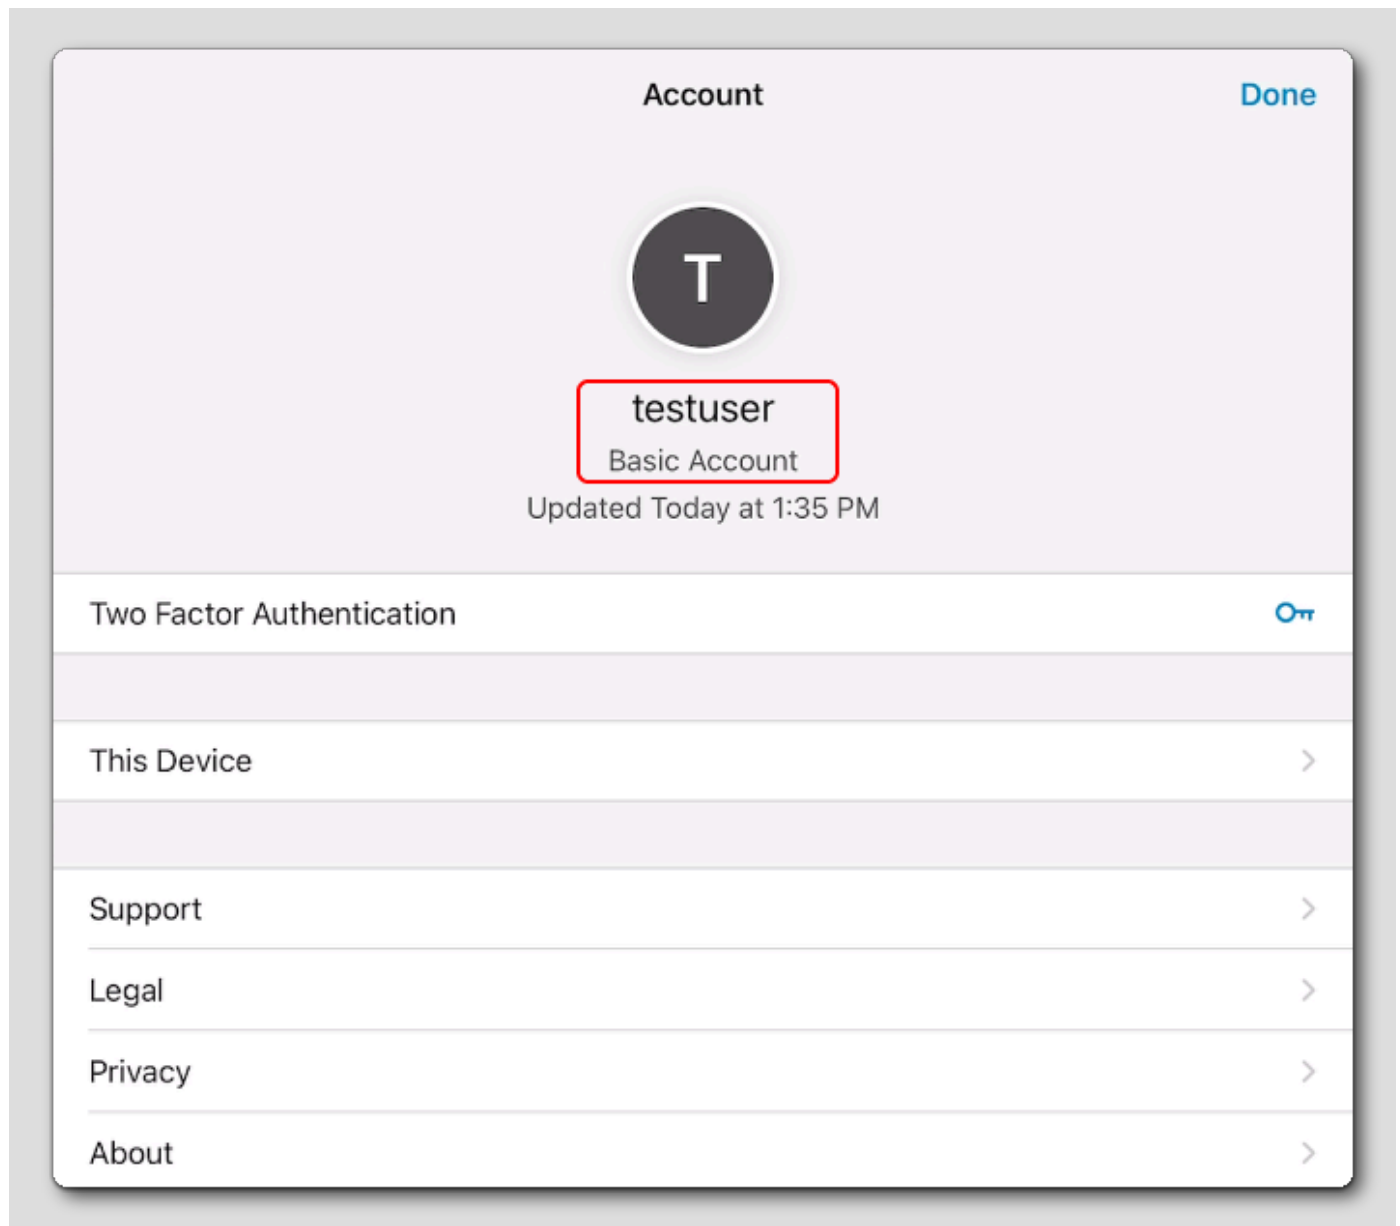 Account
Done
T
testuser
Basic Account
Updated Today at 1:35 PM
Two Factor Authentication
This Device
Support
Legal
Privacy
About